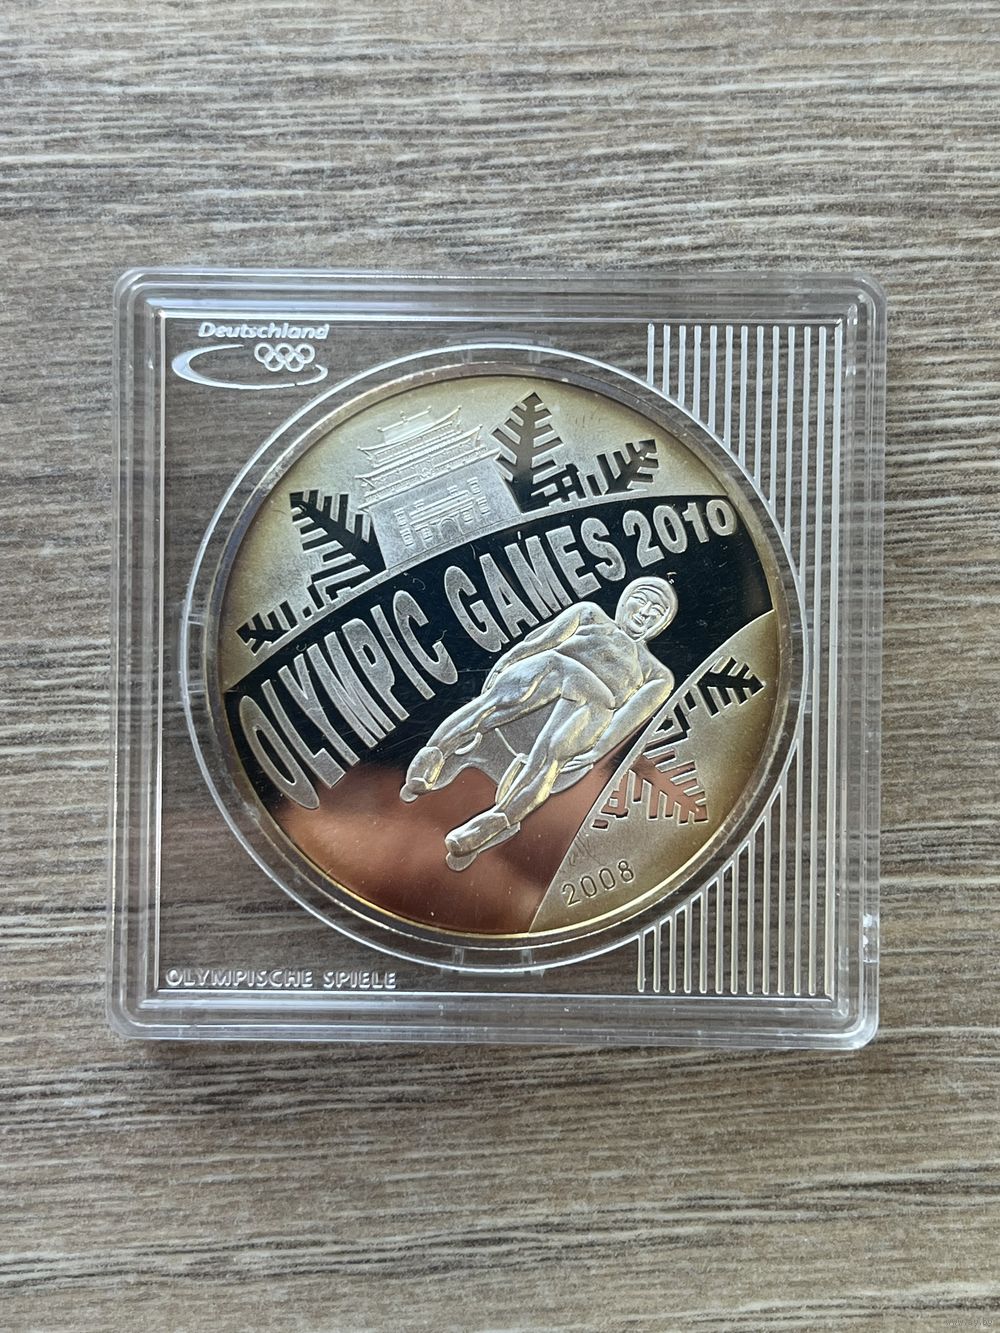 Deutschland
OLYMPIC GAMES 2010
2008
OLYMPISCHE SPIELE